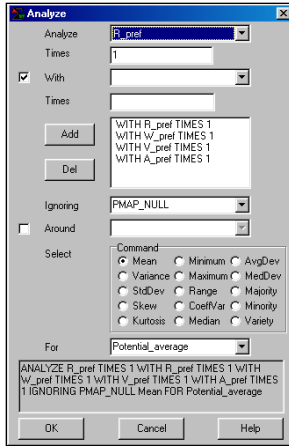 Analyze
Analyze R_pref
Times 1
With
Times
Add
Del
WITH R_pref TIMES 1
WITH W_pref TIMES 1
WITH V_pref TIMES 1
WITH A_pref TIMES 1
Ignoring PMAP_NULL
Around
Select
Command
Mean Minimum AvgDev
Variance Maximum MedDev
StdDev Range Majority
Skew CoeffVar Minority
Kurtosis Median Variety
For Potential_average
ANALYZE R_pref TIMES 1 WITH R_pref TIMES 1 WITH
W_pref TIMES 1 WITH V_pref TIMES 1 WITH A_pref TIMES
1 IGNORING PMAP_NULL Mean FOR Potential_average
OK Cancel Help